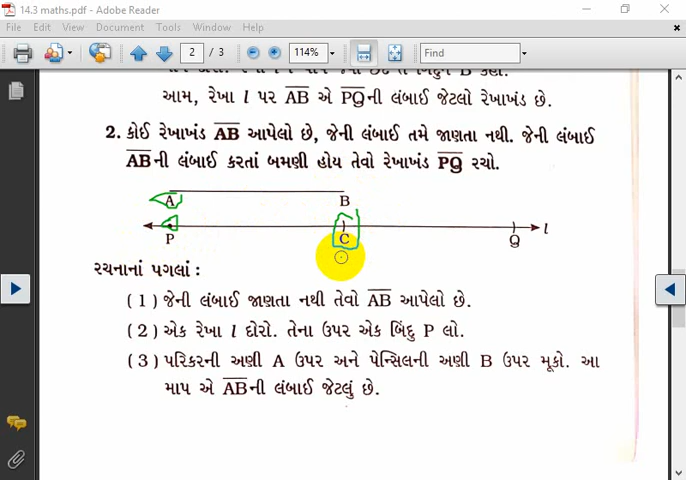 14.3 maths.pdf - Adobe Reader
File Edit View Document Tools Window Help
2 / 3 114% Find
B કહો.
આમ, રેખા l પર AB એ PQની લંબાઈ જેટલો રેખાખંડ છે.
2. કોઈ રેખાખંડ AB આપેલો છે, જેની લંબાઈ તમે જાણતા નથી. જેની લંબાઈ
ABની લંબાઈ કરતાં બમણી હોય તેવો રેખાખંડ PQ રચો.
A B
l
P C Q
રચનાનાં પગલાં :
(1) જેની લંબાઈ જાણતા નથી તેવો AB આપેલો છે.
(2) એક રેખા l દોરો. તેના ઉપર એક બિંદુ P લો.
(3) પરિકરની અણી A ઉપર અને પેન્સિલની અણી B ઉપર મૂકો. આ
માપ એ ABની લંબાઈ જેટલું છે.